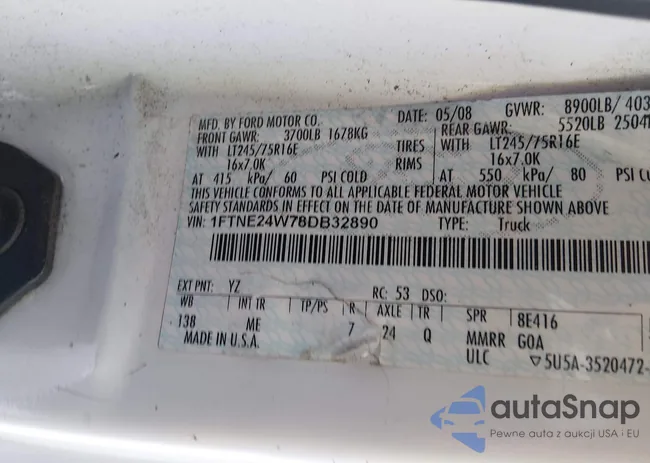 MFD. BY FORD MOTOR CO.
DATE: 05/08 GVWR: 8900LB/ 403
FRONT GAWR: 3700LB 1678KG REAR GAWR: 5520LB 2504
WITH LT245/75R16E TIRES WITH LT245/75R16E
16x7.0K RIMS 16x7.0K
AT 415 kPa/ 60 PSI COLD AT 550 kPa/ 80 PSI
THIS VEHICLE CONFORMS TO ALL APPLICABLE FEDERAL MOTOR VEHICLE
SAFETY STANDARDS IN EFFECT ON THE DATE OF MANUFACTURE SHOWN ABOVE
VIN: 1FTNE24W78DB32890 TYPE: Truck
EXT PNT: YZ RC: 53 DSO:
WB INT TR TP/PS R AXLE TR SPR 8E416
138 ME 7 24 Q MMRR GOA
MADE IN U.S.A. ULC ▽5U5A-3520472-
autaSnap
Pewne auta z aukcji USA i EU